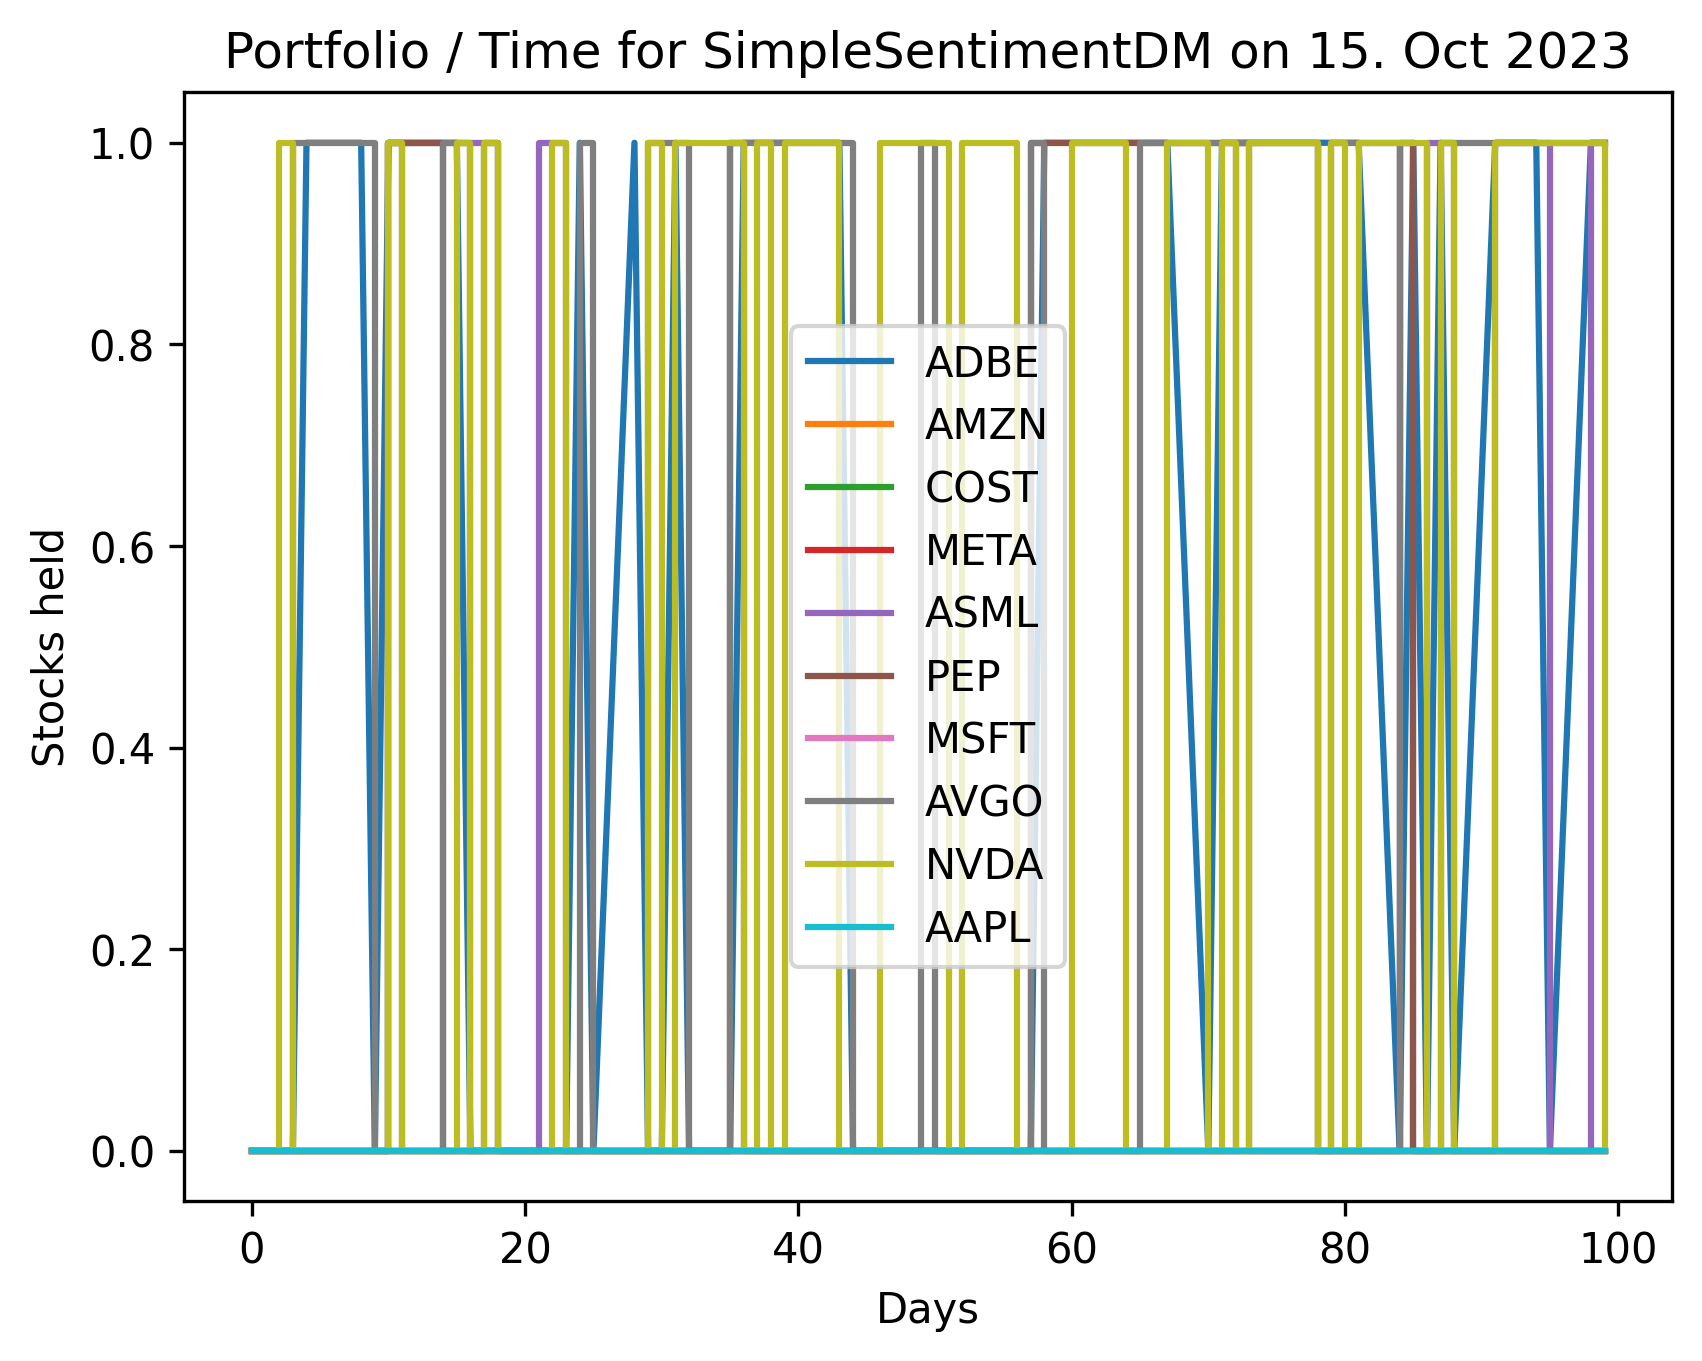 Portfolio / Time for SimpleSentimentDM on 15. Oct 2023
1.0
0.8
0.6
0.4
0.2
0.0
Stocks held
ADBE
AMZN
COST
META
ASML
PEP
MSFT
AVGO
NVDA
AAPL
0 20 40 60 80 100
Days